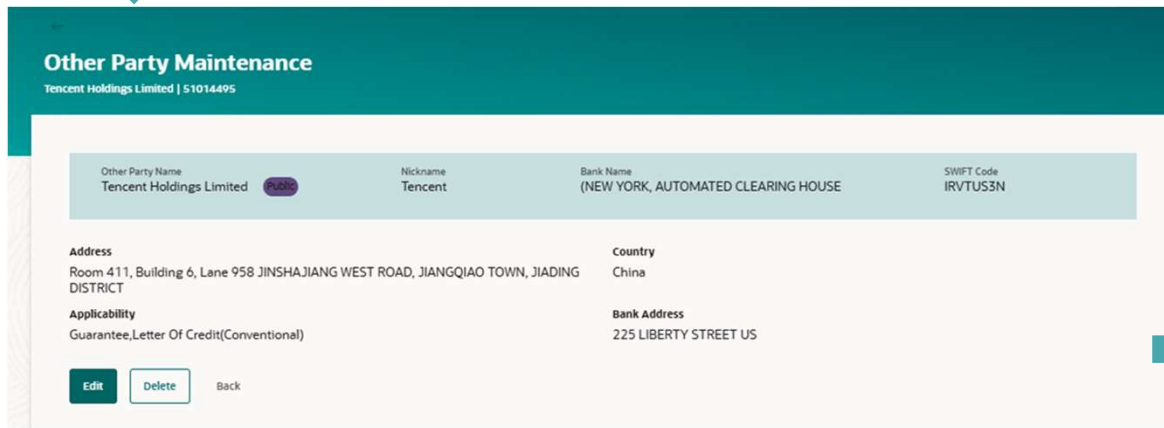 Other Party Maintenance
Tencent Holdings Limited | 51014495
Other Party Name
Tencent Holdings Limited Public
Nickname
Tencent
Bank Name
(NEW YORK, AUTOMATED CLEARING HOUSE
SWIFT Code
IRVTUS3N
Address
Room 411, Building 6, Lane 958 JINSHAJIANG WEST ROAD, JIANGQIAO TOWN, JIADING
DISTRICT
Country
China
Applicability
Guarantee,Letter Of Credit(Conventional)
Bank Address
225 LIBERTY STREET US
Edit Delete Back